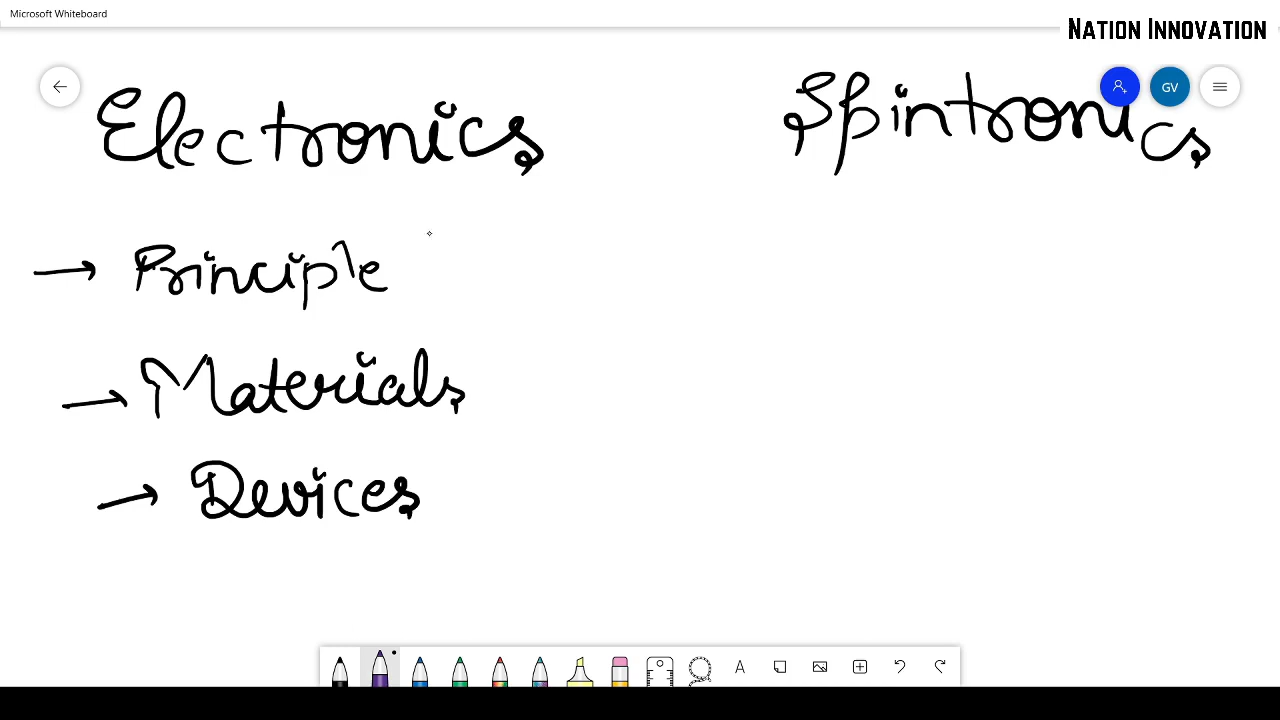 Microsoft Whiteboard
NATION INNOVATION
GV
Electronics
Spintronics
→ Principle
→ Materials
→ Devices
A